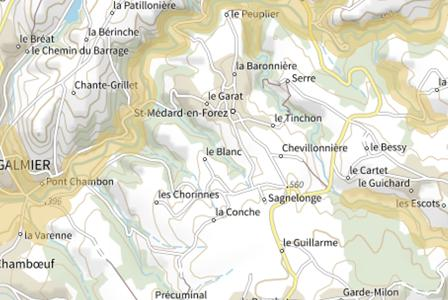 la Patillonière
le Peuplier
la Bérinche
le Bréat
le Chemin du Barrage
la Baronnière
Serre
Chante-Grillet
la
le Garat
St-Médard-en-Forez
le Tinchon
le Blanc
Chevillonnière
le Bessy
GALMIER
le Cartet
Pont Chambon
le Guichard
560
les Chorinnes
396
Sagnelonge
les Escots
la Conche
la Varenne
le Guillarme
Chambœuf
Précuminal
Garde-Milon